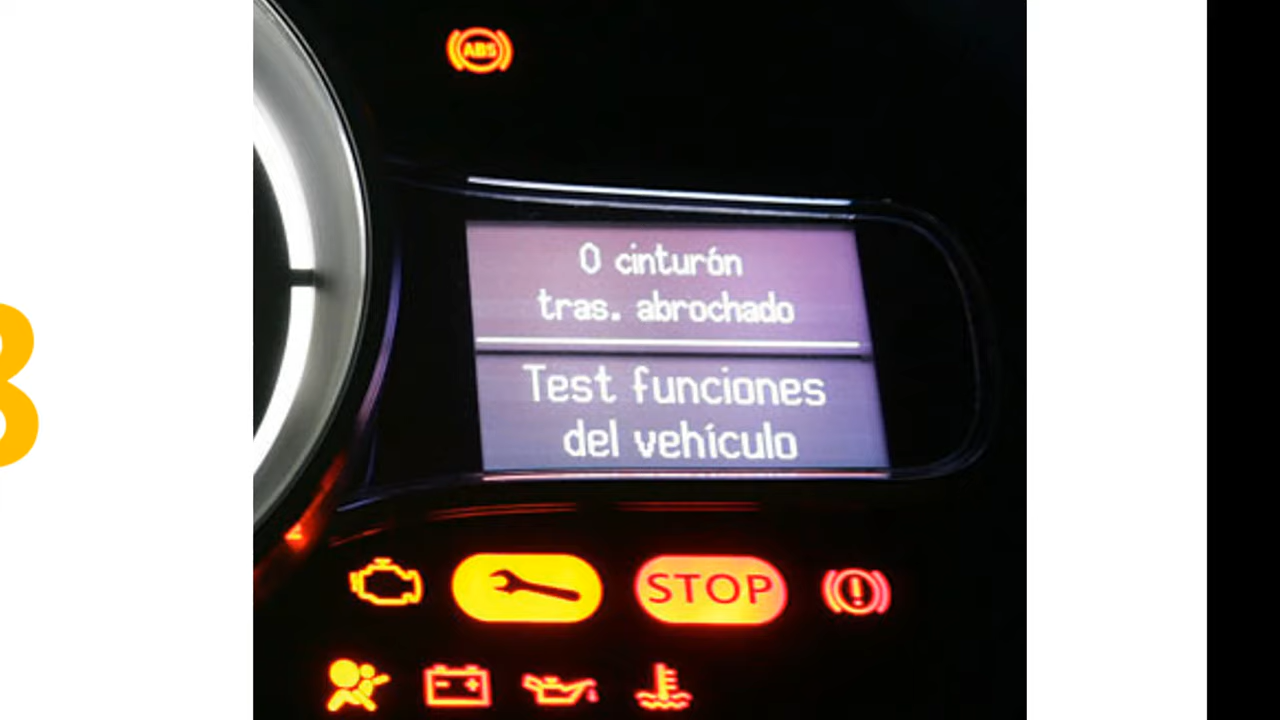 ABS
0 cinturón
tras. abrochado
Test funciones
del vehículo
STOP